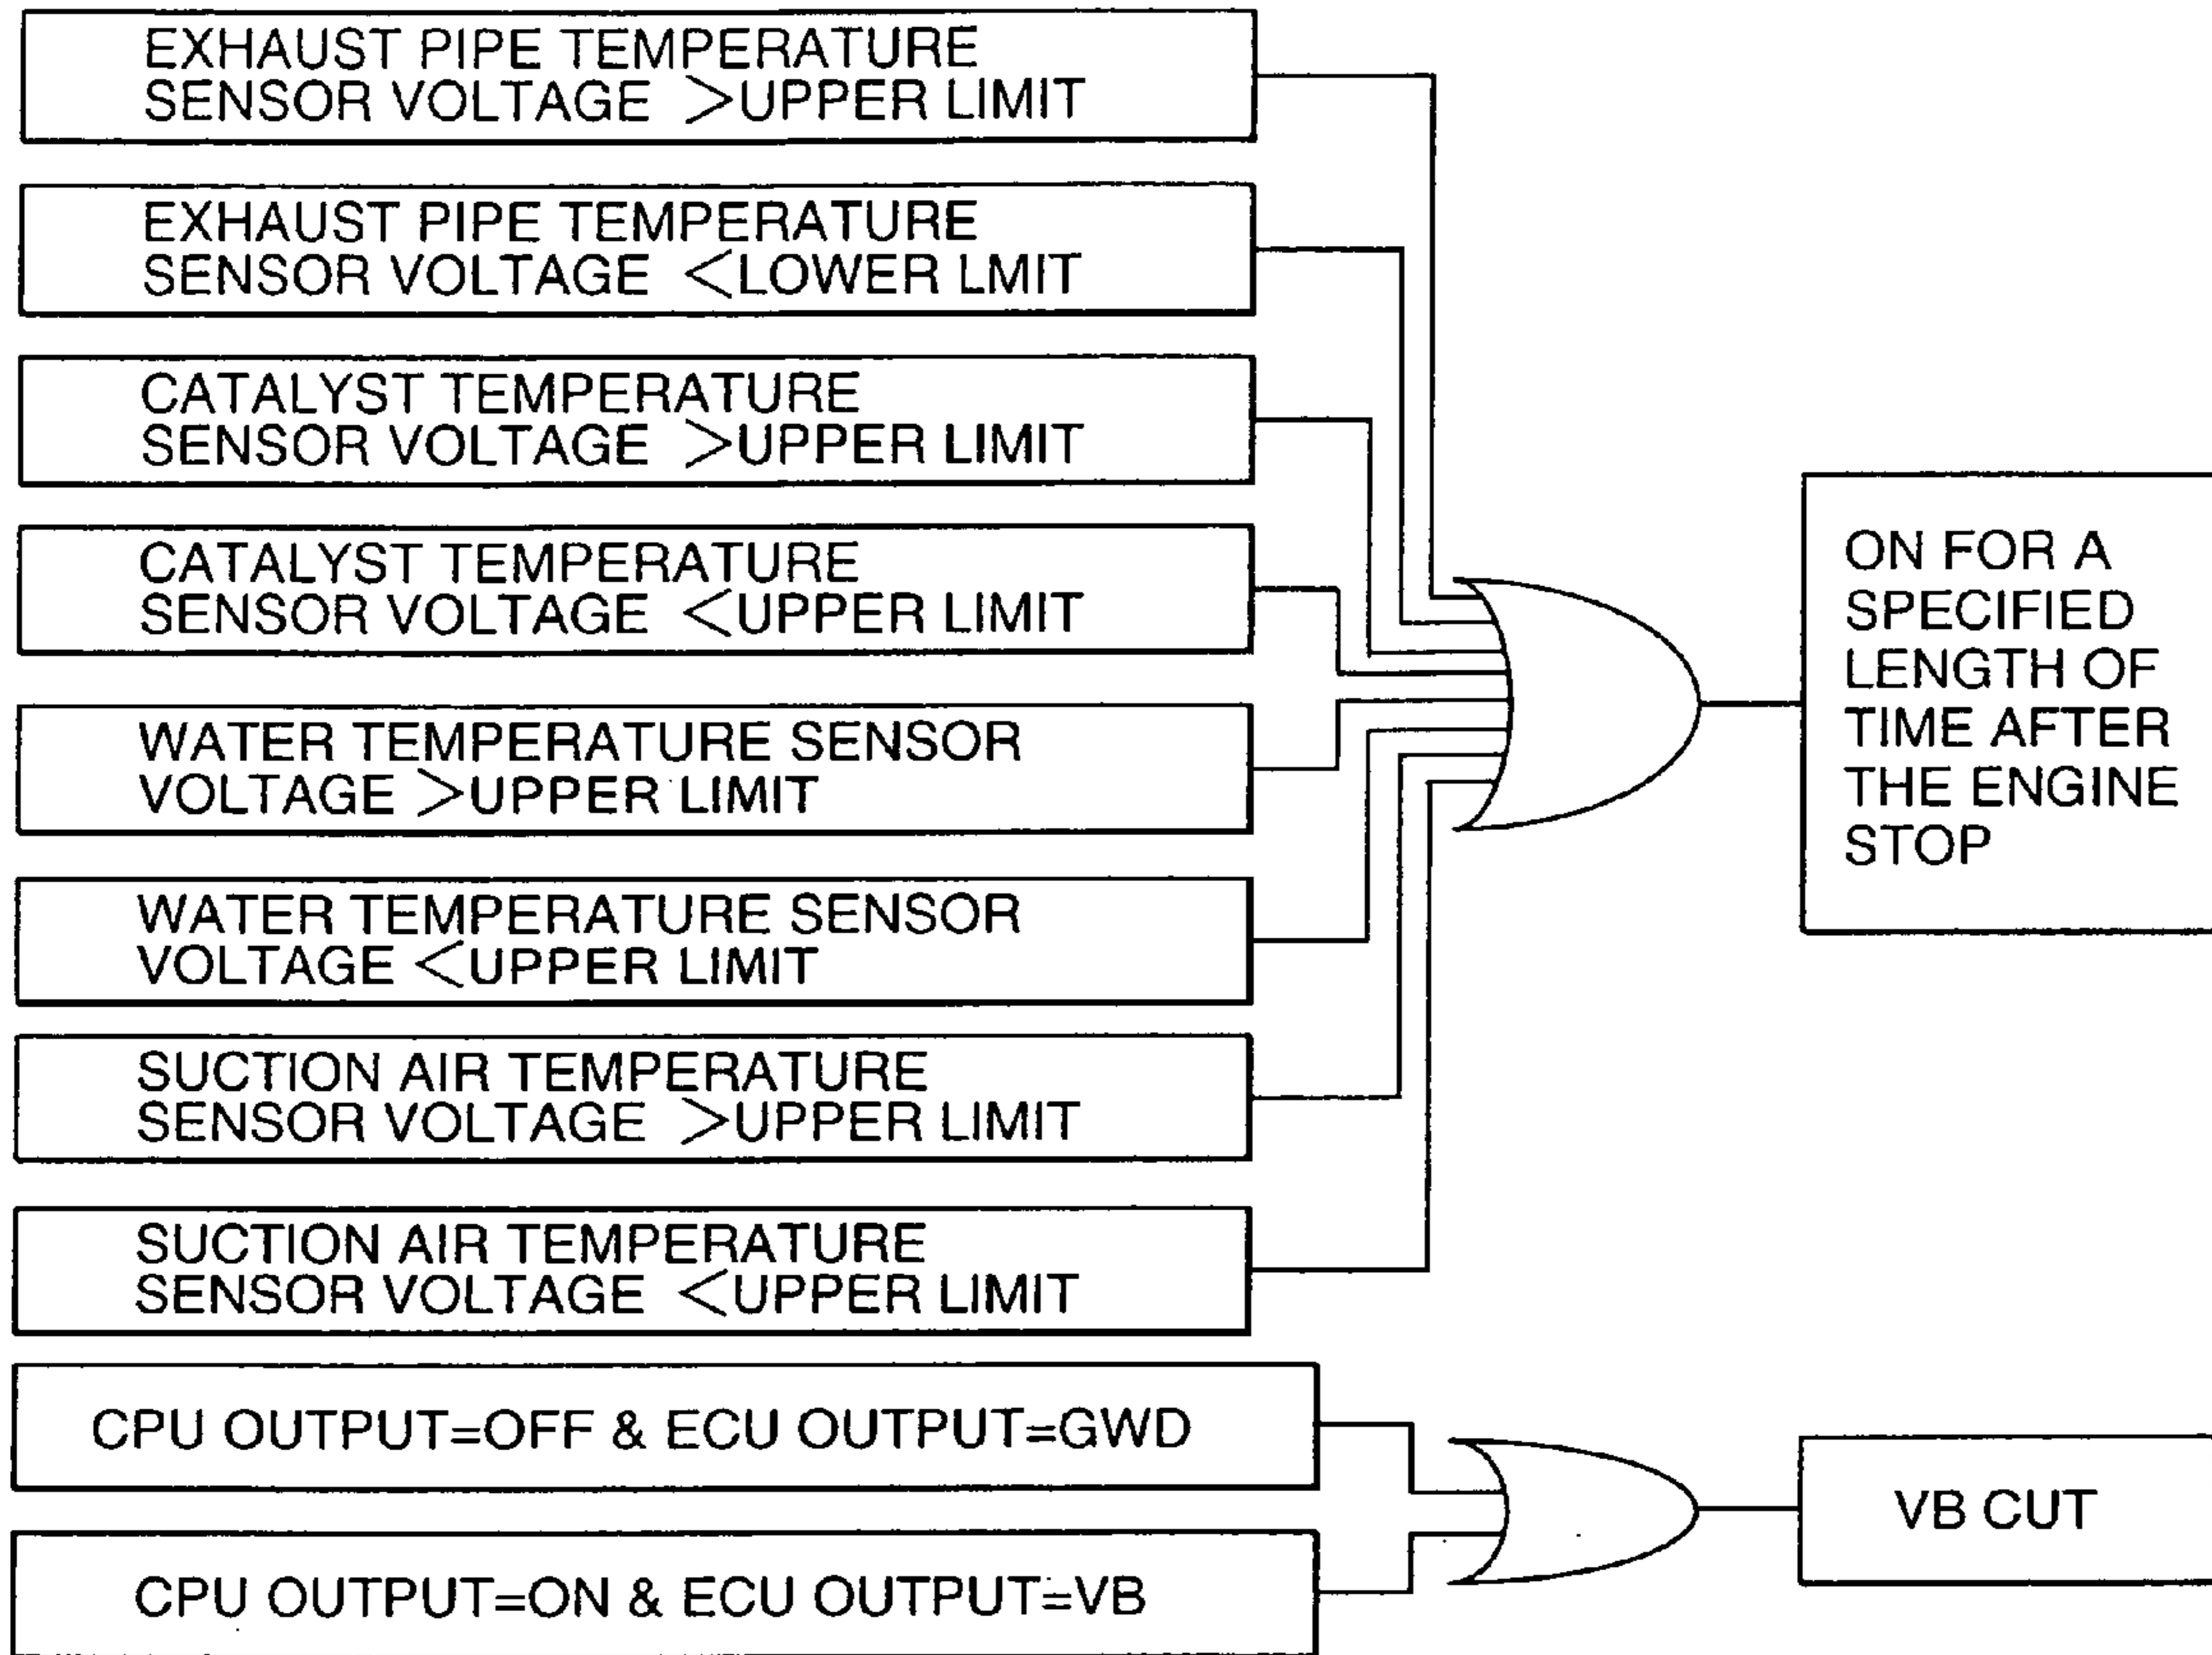 EXHAUST PIPE TEMPERATURE
SENSOR VOLTAGE >UPPER LIMIT
EXHAUST PIPE TEMPERATURE
SENSOR VOLTAGE <LOWER LMIT
CATALYST TEMPERATURE
SENSOR VOLTAGE >UPPER LIMIT
CATALYST TEMPERATURE
SENSOR VOLTAGE <UPPER LIMIT
WATER TEMPERATURE SENSOR
VOLTAGE >UPPER LIMIT
WATER TEMPERATURE SENSOR
VOLTAGE <UPPER LIMIT
SUCTION AIR TEMPERATURE
SENSOR VOLTAGE >UPPER LIMIT
SUCTION AIR TEMPERATURE
SENSOR VOLTAGE <UPPER LIMIT
ON FOR A
SPECIFIED
LENGTH OF
TIME AFTER
THE ENGINE
STOP
CPU OUTPUT=OFF & ECU OUTPUT=GWD
CPU OUTPUT=ON & ECU OUTPUT=VB
VB CUT